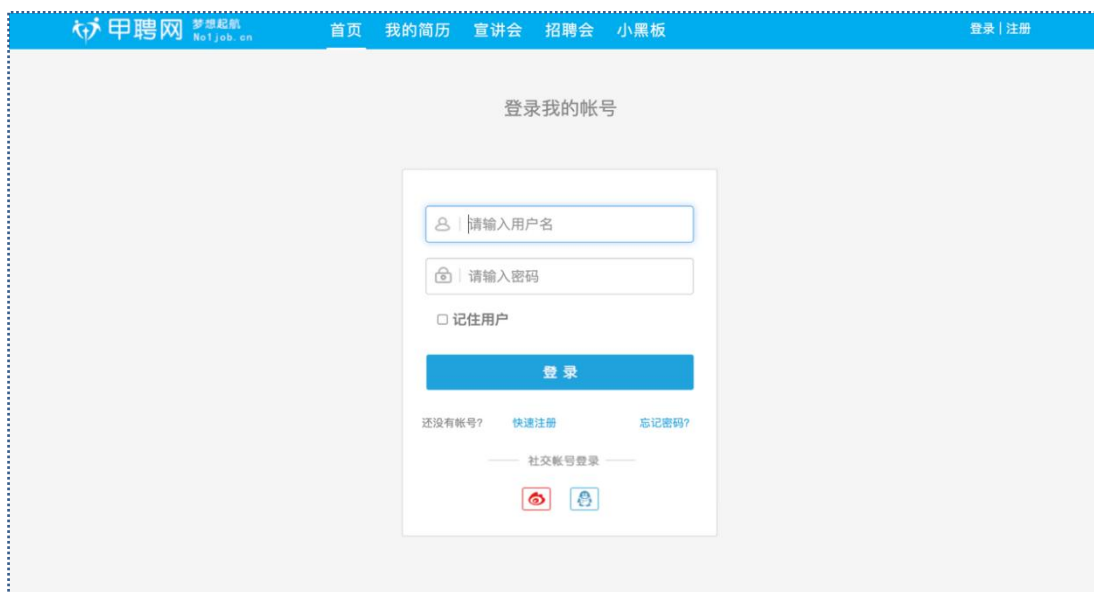 甲聘网 梦想起航
No1job.cn
首页 我的简历 宣讲会 招聘会 小黑板
登录 | 注册
登录我的帐号
请输入用户名
请输入密码
记住用户
登 录
还没有帐号? 快速注册 忘记密码?
社交帐号登录